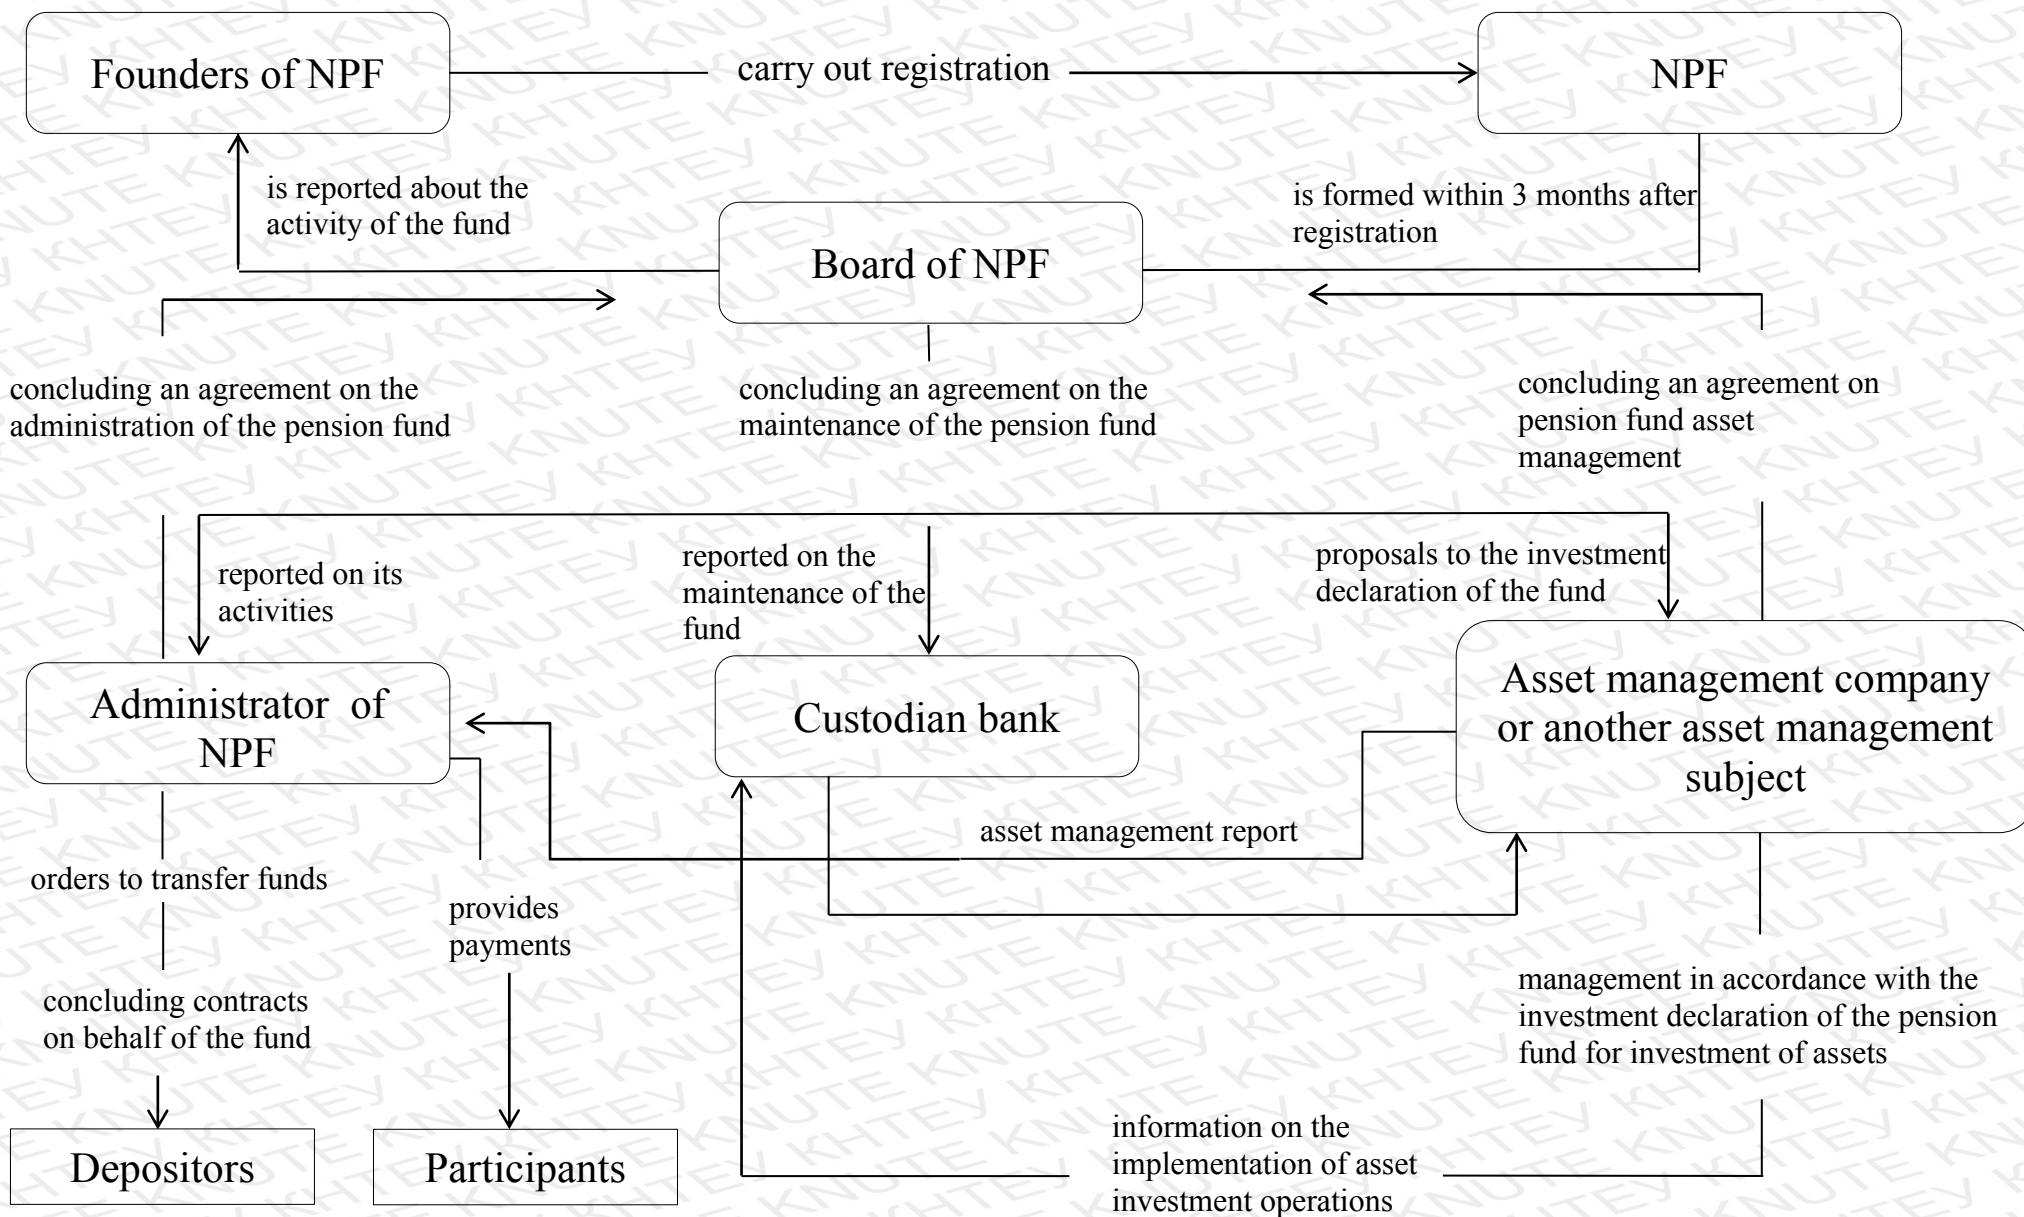 Founders of NPF
carry out registration
NPF
is reported about the
activity of the fund
is formed within 3 months after
registration
Board of NPF
concluding an agreement on the
administration of the pension fund
concluding an agreement on the
maintenance of the pension fund
concluding an agreement on
pension fund asset
management
reported on its
activities
reported on the
maintenance of the
fund
proposals to the investment
declaration of the fund
Administrator of
NPF
Custodian bank
Asset management company
or another asset management
subject
asset management report
orders to transfer funds
provides
payments
concluding contracts
on behalf of the fund
management in accordance with the
investment declaration of the pension
fund for investment of assets
information on the
implementation of asset
investment operations
Depositors
Participants